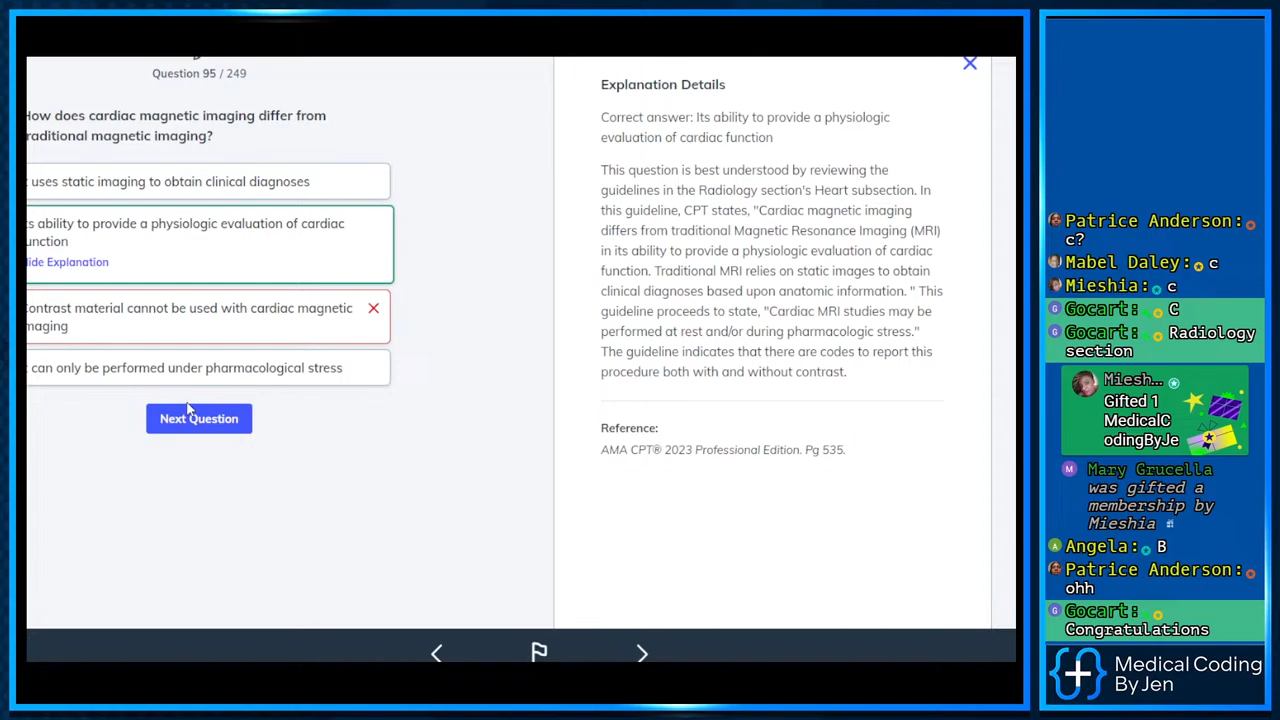 Question 95 / 249
How does cardiac magnetic imaging differ from
traditional magnetic imaging?
uses static imaging to obtain clinical diagnoses
ts ability to provide a physiologic evaluation of cardiac
unction
ide Explanation
ontrast material cannot be used with cardiac magnetic
maging
can only be performed under pharmacological stress
Next Question
Explanation Details
Correct answer: Its ability to provide a physiologic
evaluation of cardiac function
This question is best understood by reviewing the
guidelines in the Radiology section's Heart subsection. In
this guideline, CPT states, "Cardiac magnetic imaging
differs from traditional Magnetic Resonance Imaging (MRI)
in its ability to provide a physiologic evaluation of cardiac
function. Traditional MRI relies on static images to obtain
clinical diagnoses based upon anatomic information. " This
guideline proceeds to state, "Cardiac MRI studies may be
performed at rest and/or during pharmacologic stress."
The guideline indicates that there are codes to report this
procedure both with and without contrast.
Reference:
AMA CPT® 2023 Professional Edition. Pg 535.
Patrice Anderson:
c?
Mabel Daley: c
Mieshia: c
G Gocart: C
G Gocart: Radiology
section
Miesh...
Gifted 1
MedicalC
odingByJe
M Mary Grucella
was gifted a
membership by
Mieshia
A Angela: B
Patrice Anderson:
ohh
G Gocart:
Congratulations
Medical Coding
By Jen